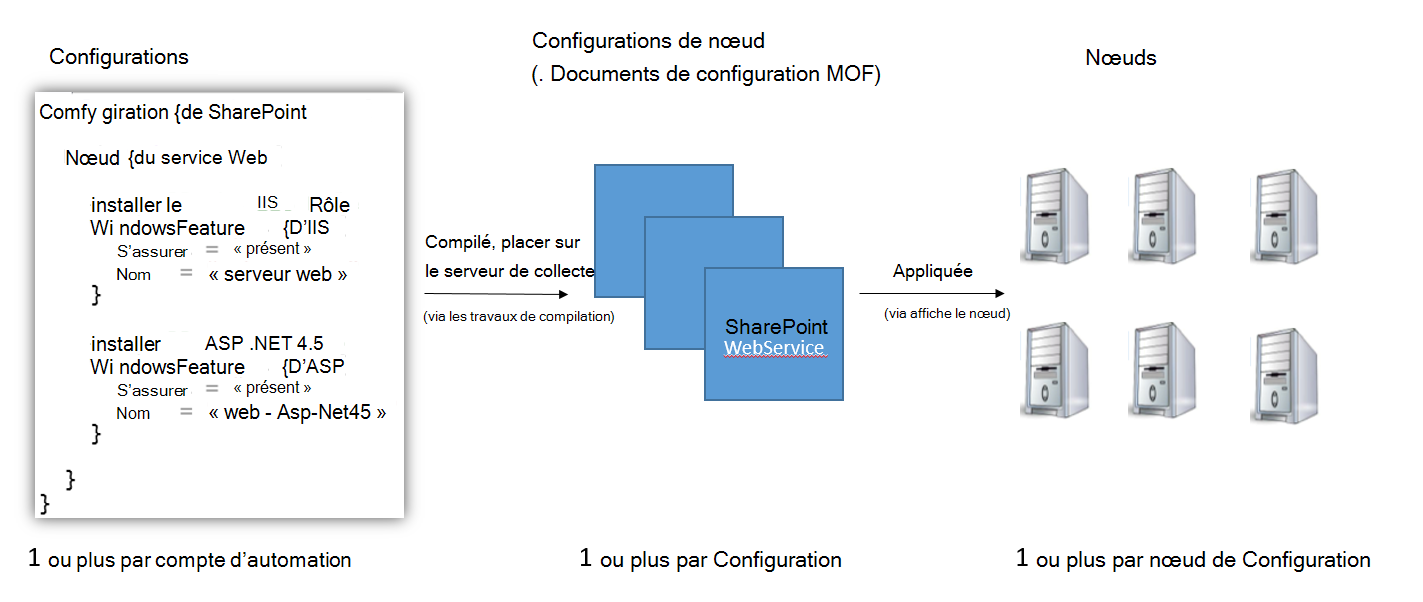 Configurations
Configurations de nœud
(. Documents de configuration MOF)
Nœuds
Comfy giration {de SharePoint
Nœud {du service Web
installer le IIS Rôle
Wi ndowsFeature {D'IIS
S'assurer = « présent »
Nom = « serveur web »
}
installer ASP .NET 4.5
Wi ndowsFeature {D'ASP
S'assurer = « présent »
Nom = « web - Asp-Net45 »
}
}
}
Compilé, placer sur
le serveur de collecte
(via les travaux de compilation)
SharePoint
WebService
Appliquée
(via affiche le nœud)
1 ou plus par compte d'automation
1 ou plus par Configuration
1 ou plus par nœud de Configuration